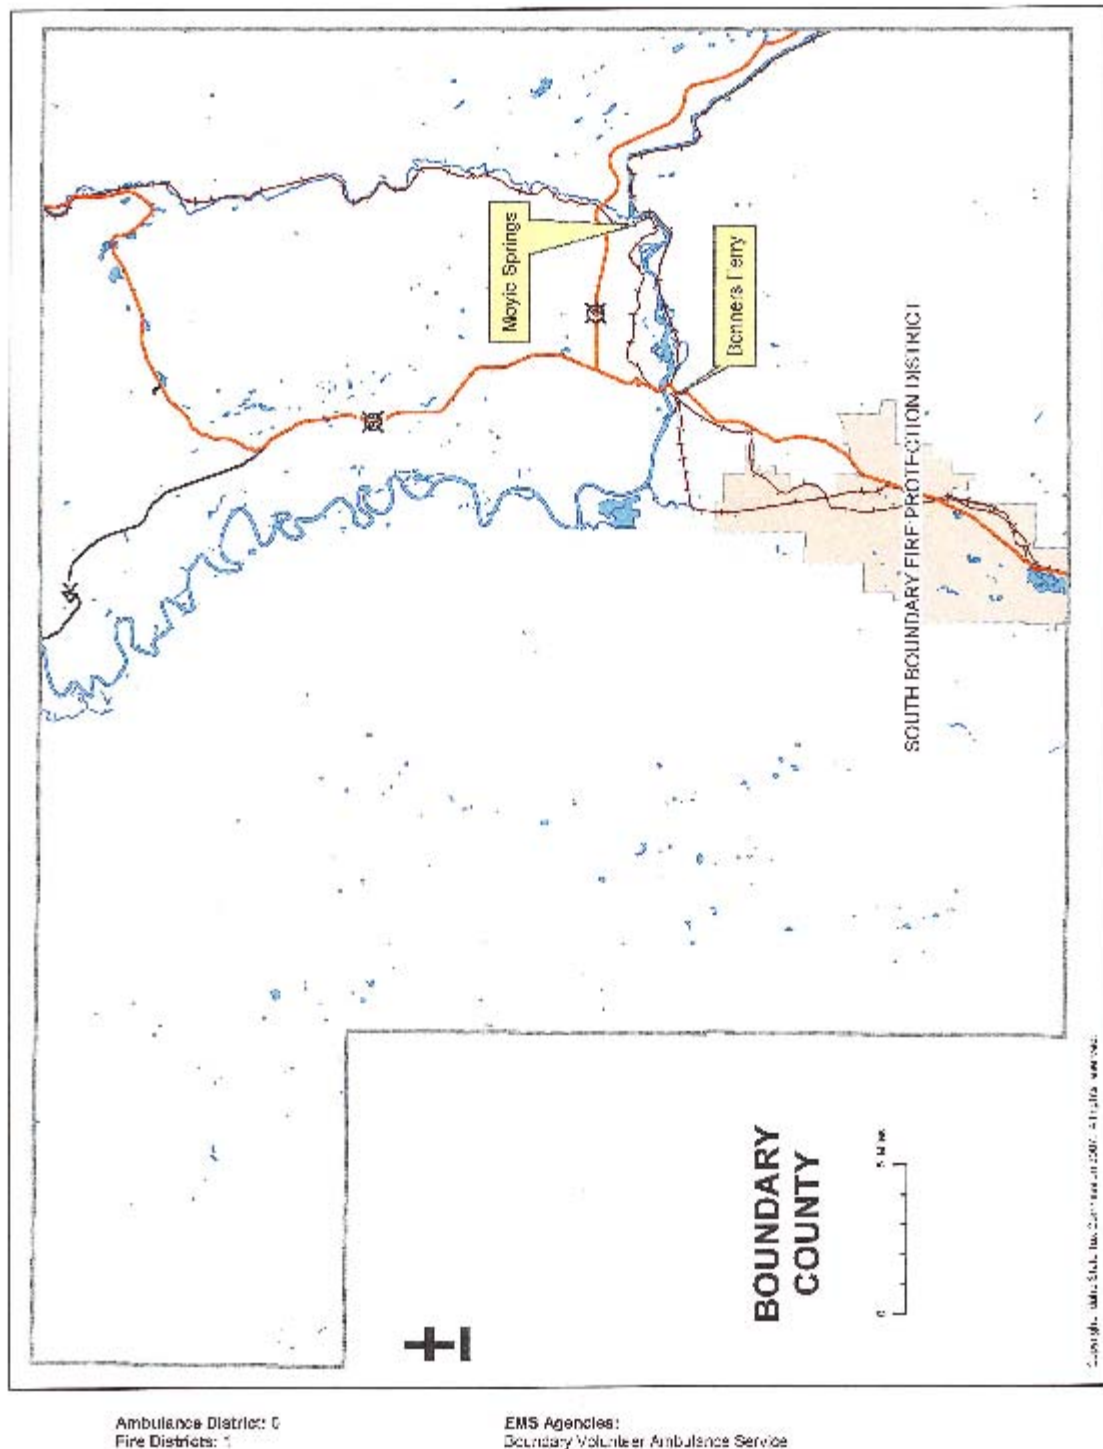 Moyie Springs
Bonners Ferry
SOUTH BOUNDARY FIRE PROTECTION DISTRICT
BOUNDARY
COUNTY
0
5 Miles
Ambulance District: 0
Fire Districts: 1
EMS Agencies:
Boundary Volunteer Ambulance Service